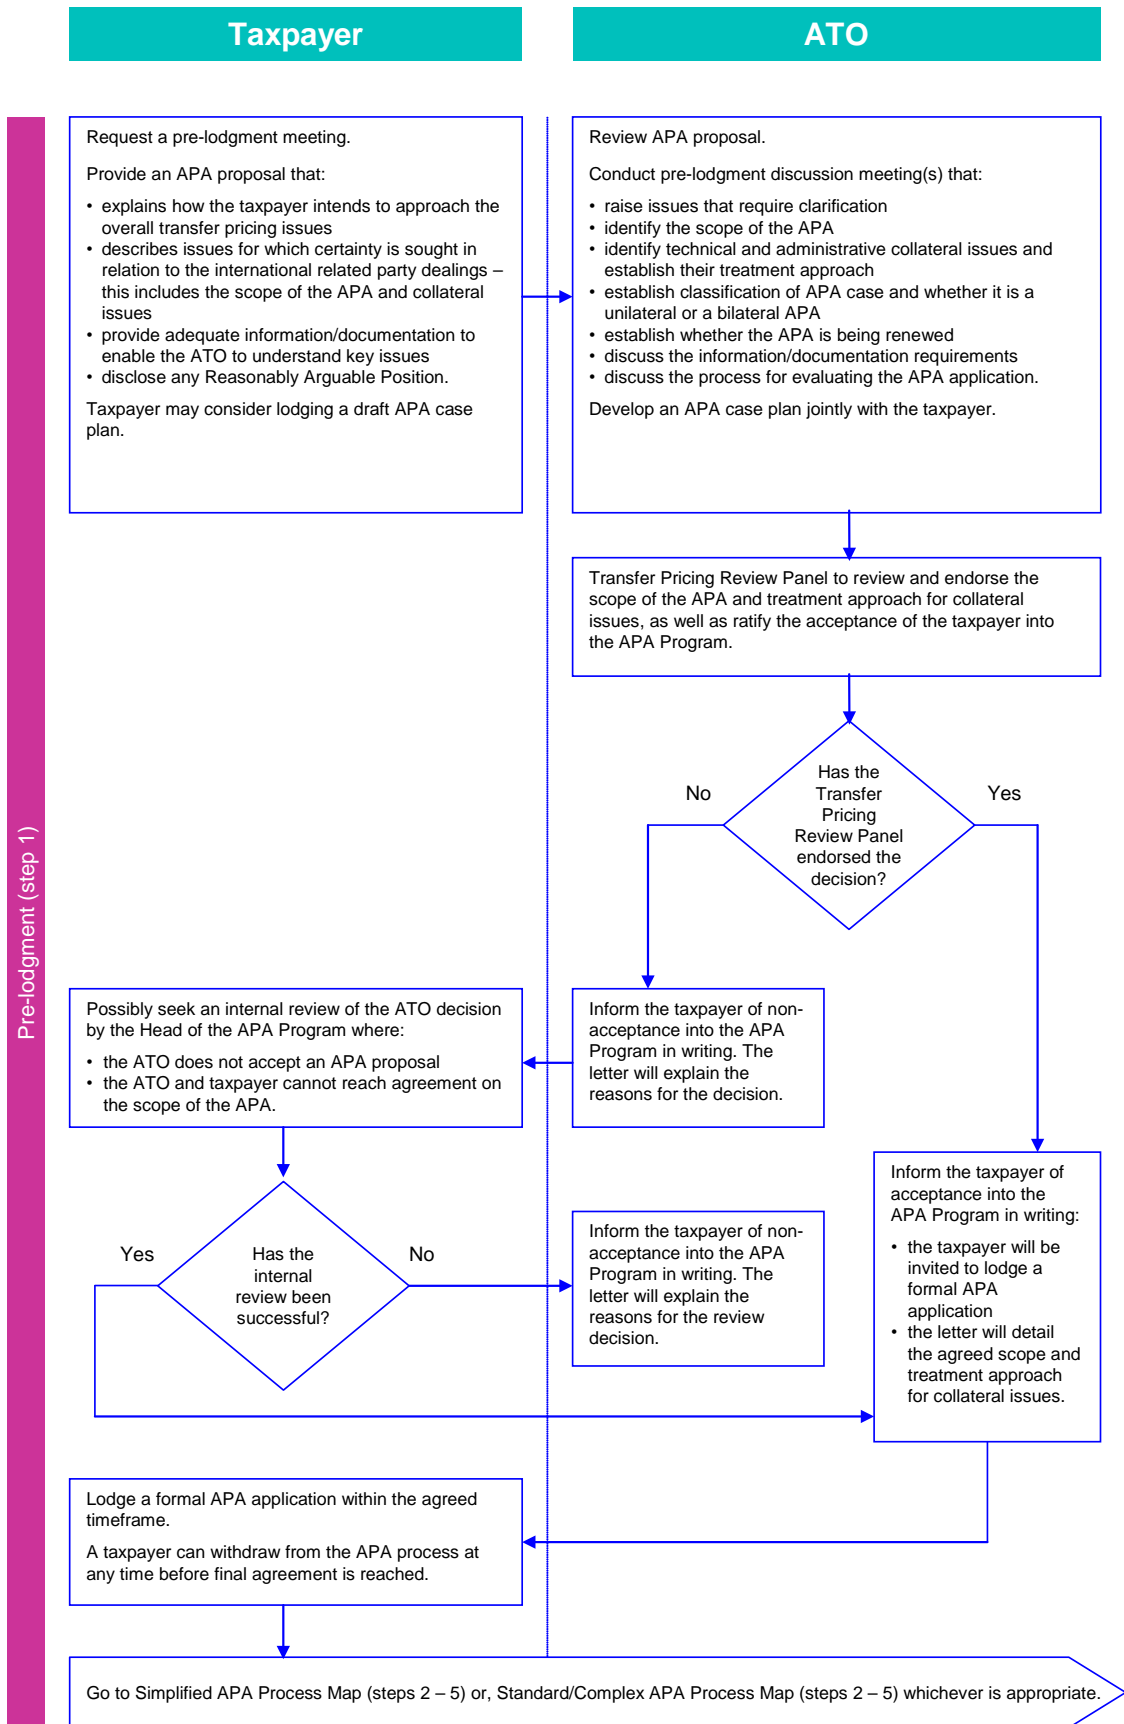 Taxpayer
ATO
Pre-lodgment (step 1)
Request a pre-lodgment meeting.
Provide an APA proposal that:
• explains how the taxpayer intends to approach the
overall transfer pricing issues
• describes issues for which certainty is sought in
relation to the international related party dealings –
this includes the scope of the APA and collateral
issues
• provide adequate information/documentation to
enable the ATO to understand key issues
• disclose any Reasonably Arguable Position.
Taxpayer may consider lodging a draft APA case
plan.
Review APA proposal.
Conduct pre-lodgment discussion meeting(s) that:
• raise issues that require clarification
• identify the scope of the APA
• identify technical and administrative collateral issues and
establish their treatment approach
• establish classification of APA case and whether it is a
unilateral or a bilateral APA
• establish whether the APA is being renewed
• discuss the information/documentation requirements
• discuss the process for evaluating the APA application.
Develop an APA case plan jointly with the taxpayer.
Transfer Pricing Review Panel to review and endorse the
scope of the APA and treatment approach for collateral
issues, as well as ratify the acceptance of the taxpayer into
the APA Program.
No
Has the
Transfer
Pricing
Review Panel
endorsed the
decision?
Yes
Possibly seek an internal review of the ATO decision
by the Head of the APA Program where:
• the ATO does not accept an APA proposal
• the ATO and taxpayer cannot reach agreement on
the scope of the APA.
Inform the taxpayer of non-
acceptance into the APA
Program in writing. The
letter will explain the
reasons for the decision.
Yes
Has the
internal
review been
successful?
No
Inform the taxpayer of non-
acceptance into the APA
Program in writing. The
letter will explain the
reasons for the review
decision.
Inform the taxpayer of
acceptance into the
APA Program in writing:
• the taxpayer will be
invited to lodge a
formal APA
application
• the letter will detail
the agreed scope and
treatment approach
for collateral issues.
Lodge a formal APA application within the agreed
timeframe.
A taxpayer can withdraw from the APA process at
any time before final agreement is reached.
Go to Simplified APA Process Map (steps 2 – 5) or, Standard/Complex APA Process Map (steps 2 – 5) whichever is appropriate.